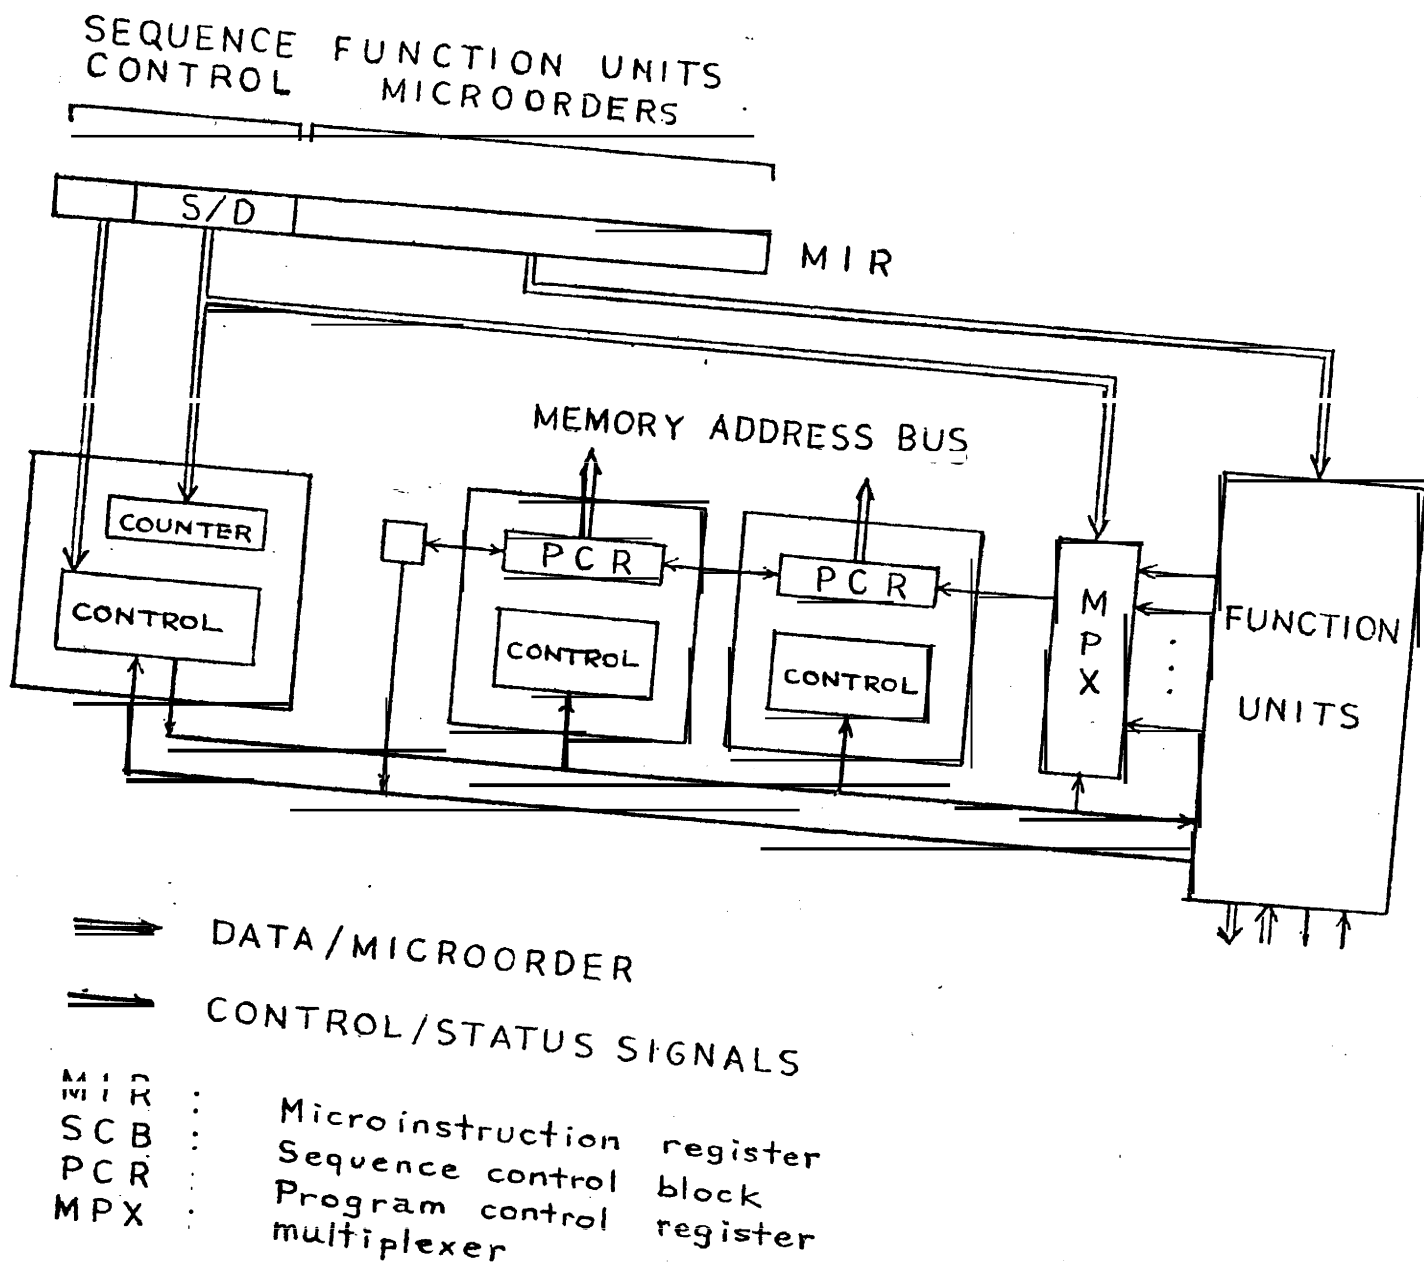 SEQUENCE FUNCTION UNITS
CONTROL MICROORDERS
S/D
MIR
MEMORY ADDRESS BUS
COUNTER
CONTROL
PCR
CONTROL
PCR
CONTROL
MPX
FUNCTION
UNITS
DATA/MICROORDER
CONTROL/STATUS SIGNALS
MIR : Microinstruction register
SCB : Sequence control block
PCR : Program control register
MPX : multiplexer